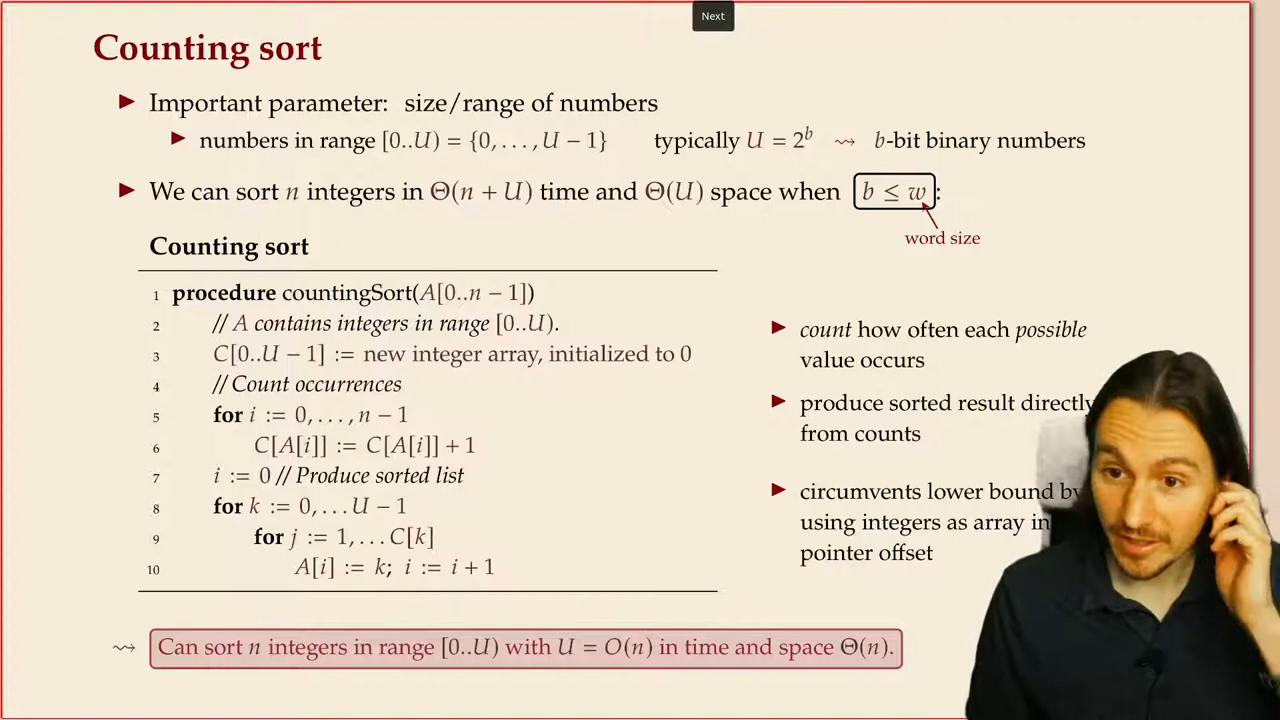 Next
Counting sort
► Important parameter: size/range of numbers
► numbers in range [0..U) = {0, . . . , U − 1} typically U = 2^b ⇝ b-bit binary numbers
► We can sort n integers in Θ(n + U) time and Θ(U) space when b ≤ w :
word size
Counting sort
1 procedure countingSort(A[0..n − 1])
2 // A contains integers in range [0..U).
3 C[0..U − 1] := new integer array, initialized to 0
4 // Count occurrences
5 for i := 0, . . . , n − 1
6 C[A[i]] := C[A[i]] + 1
7 i := 0 // Produce sorted list
8 for k := 0, . . . U − 1
9 for j := 1, . . . C[k]
10 A[i] := k; i := i + 1
► count how often each possible
value occurs
► produce sorted result directly
from counts
► circumvents lower bound by
using integers as array
pointer offset
⇝ Can sort n integers in range [0..U) with U = O(n) in time and space Θ(n).